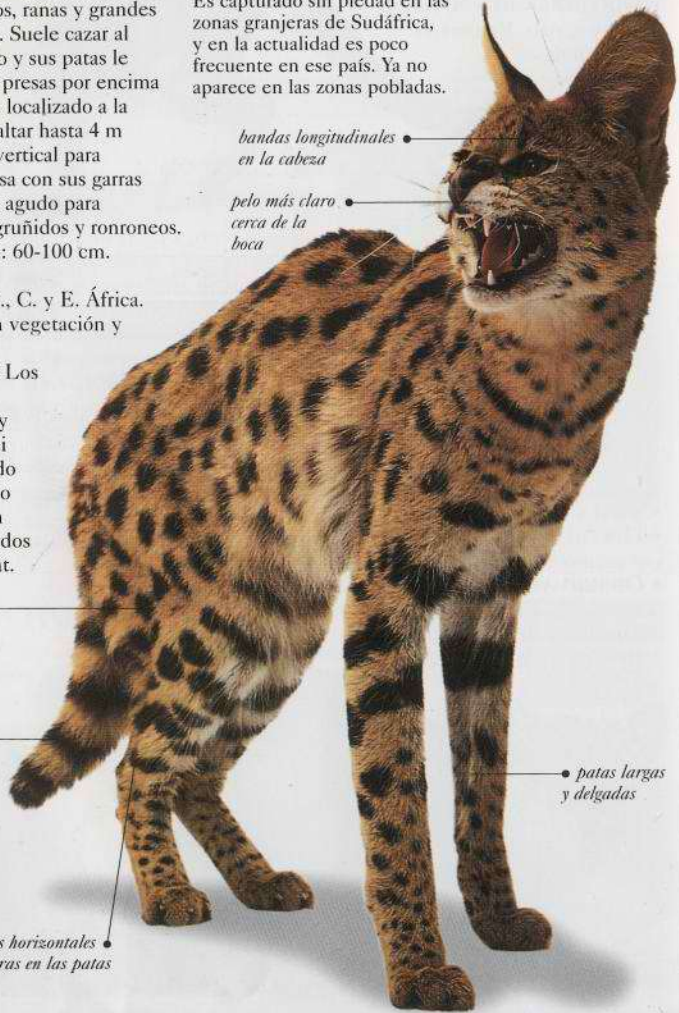 os, ranas y grandes
. Suele cazar al
o y sus patas le
presas por encima
localizado a la
altar hasta 4 m
vertical para
sa con sus garras
agudo para
gruñidos y ronroneos.
: 60-100 cm.
., C. y E. África.
vegetación y
Los
y
i
do
o
dos
nt.
Es capturado sin piedad en las
zonas granjeras de Sudáfrica,
y en la actualidad es poco
frecuente en ese país. Ya no
aparece en las zonas pobladas.
bandas longitudinales
en la cabeza
pelo más claro
cerca de la
boca
patas largas
y delgadas
s horizontales
ras en las patas